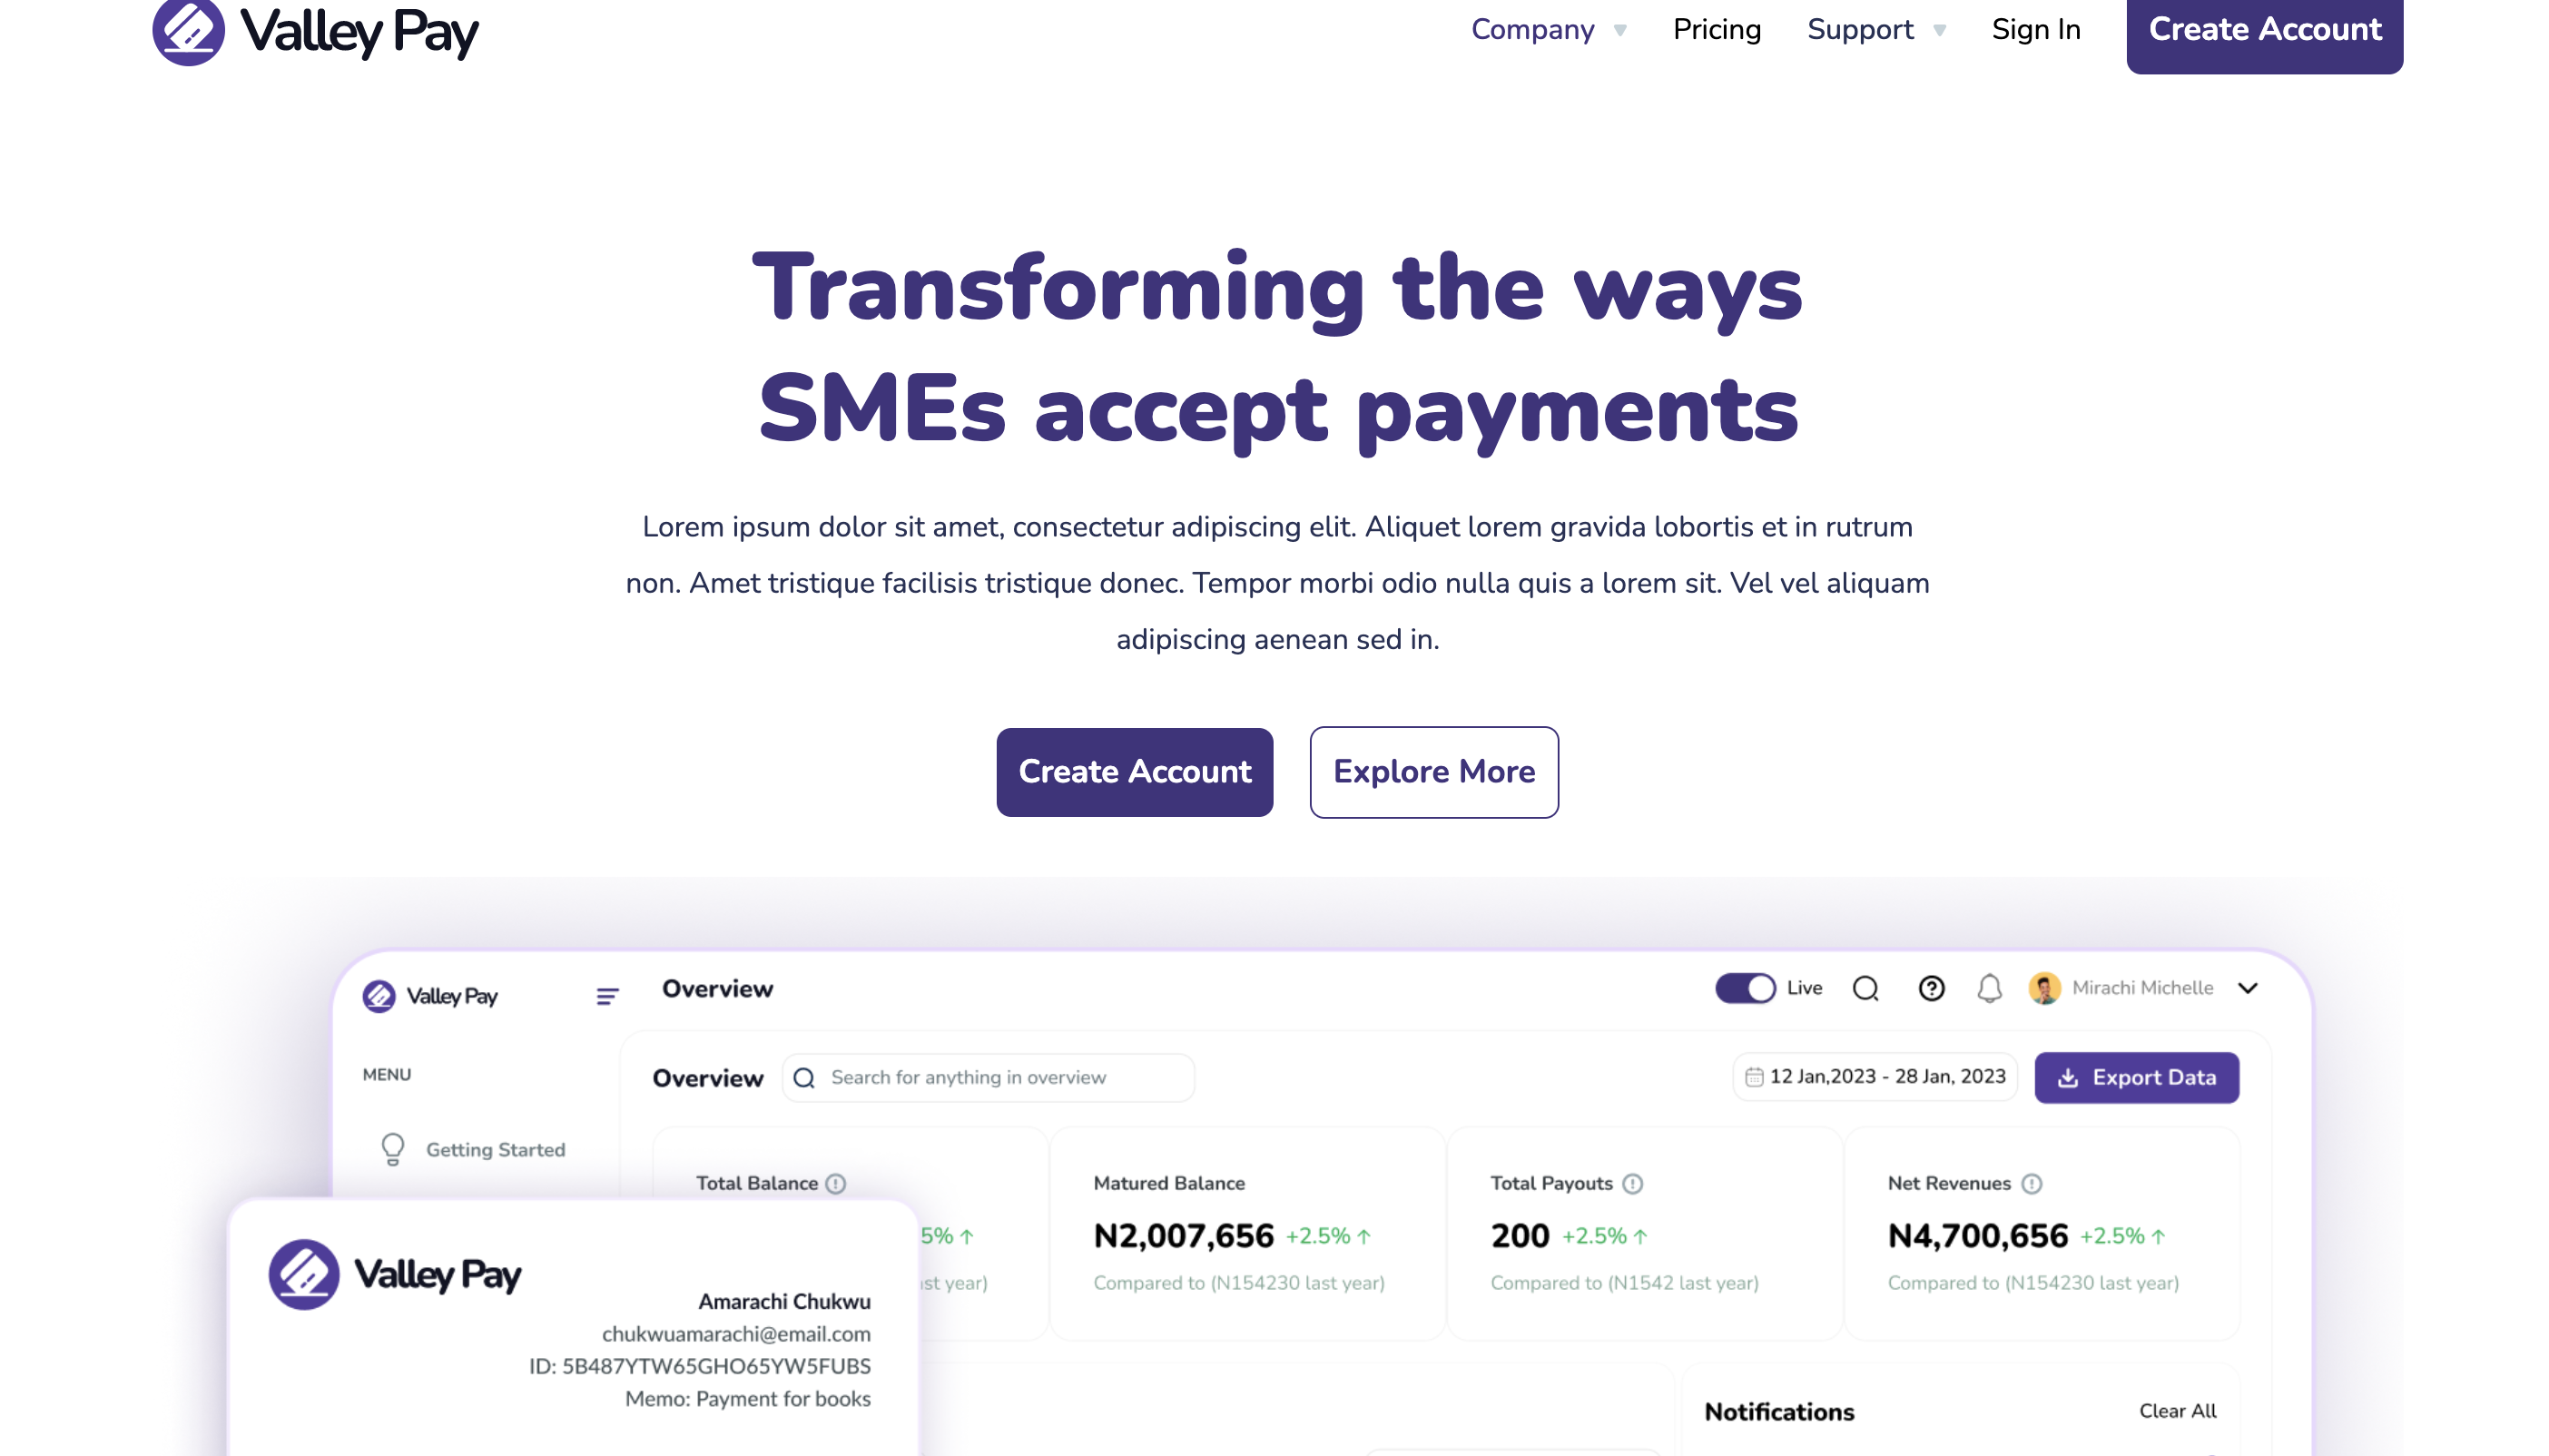 Valley Pay
Company Pricing Support Sign In Create Account
Transforming the ways
SMEs accept payments
Lorem ipsum dolor sit amet, consectetur adipiscing elit. Aliquet lorem gravida lobortis et in rutrum
non. Amet tristique facilisis tristique donec. Tempor morbi odio nulla quis a lorem sit. Vel vel aliquam
adipiscing aenean sed in.
Create Account Explore More
Valley Pay
Overview
Live
Mirachi Michelle
MENU
Getting Started
Overview
Search for anything in overview
12 Jan,2023 - 28 Jan, 2023
Export Data
Total Balance
5%
year)
Matured Balance
N2,007,656 +2.5%
Compared to (N154230 last year)
Total Payouts
200 +2.5%
Compared to (N1542 last year)
Net Revenues
N4,700,656 +2.5%
Compared to (N154230 last year)
Valley Pay
Amarachi Chukwu
chukwuamarachi@email.com
ID: 5B487YTW65GHO65YW5FUBS
Memo: Payment for books
Notifications
Clear All